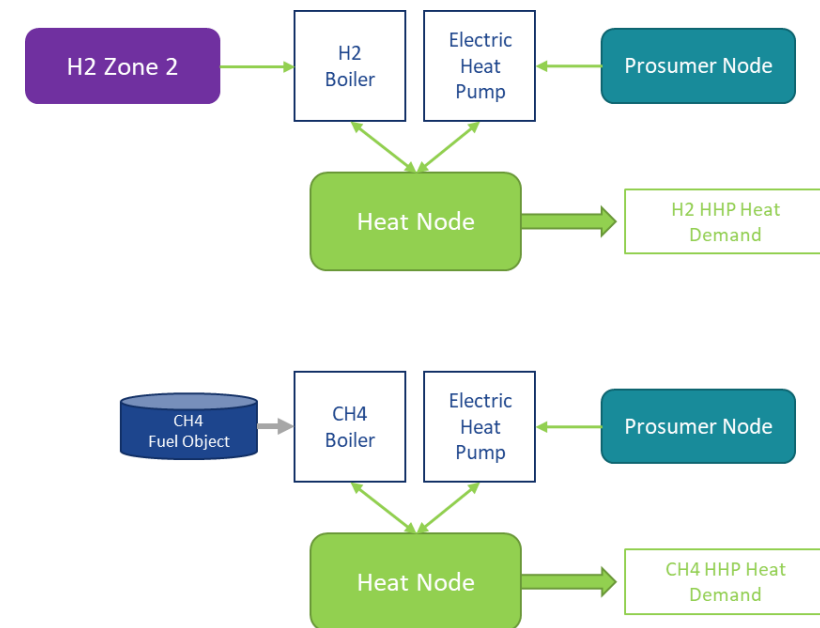 H2 Zone 2
H2
Boiler
Electric
Heat
Pump
Prosumer Node
Heat Node
H2 HHP Heat
Demand
CH4
Fuel Object
CH4
Boiler
Electric
Heat
Pump
Prosumer Node
Heat Node
CH4 HHP Heat
Demand